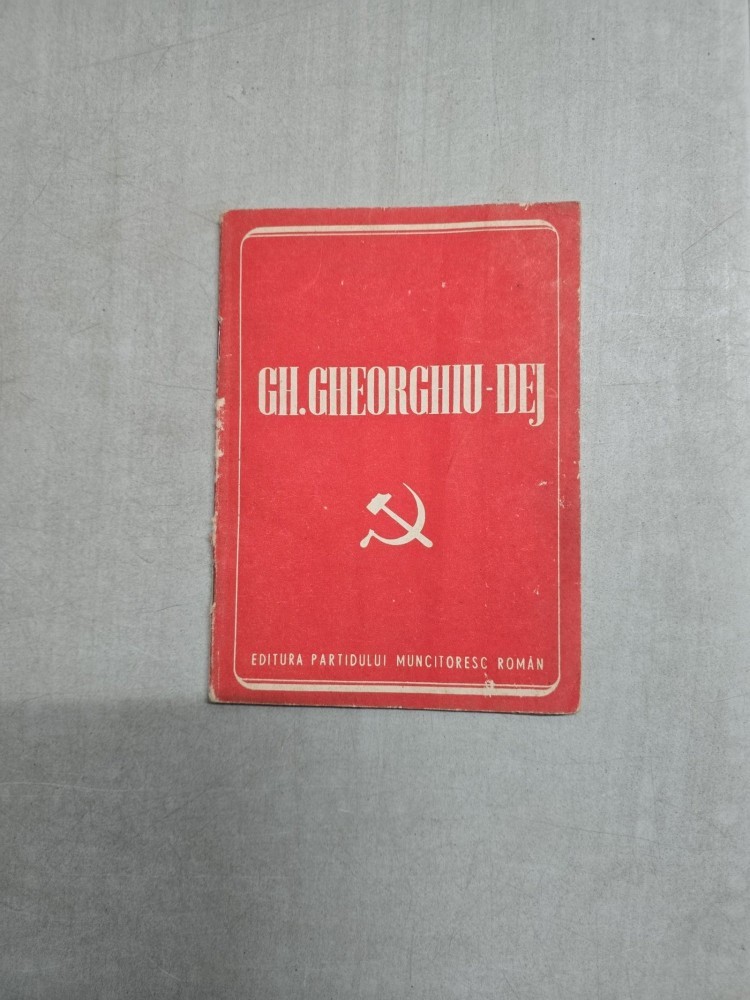 GH. GHEORGHIU-DEJ
EDITURA PARTIDULUI MUNCITORESC ROMÂN